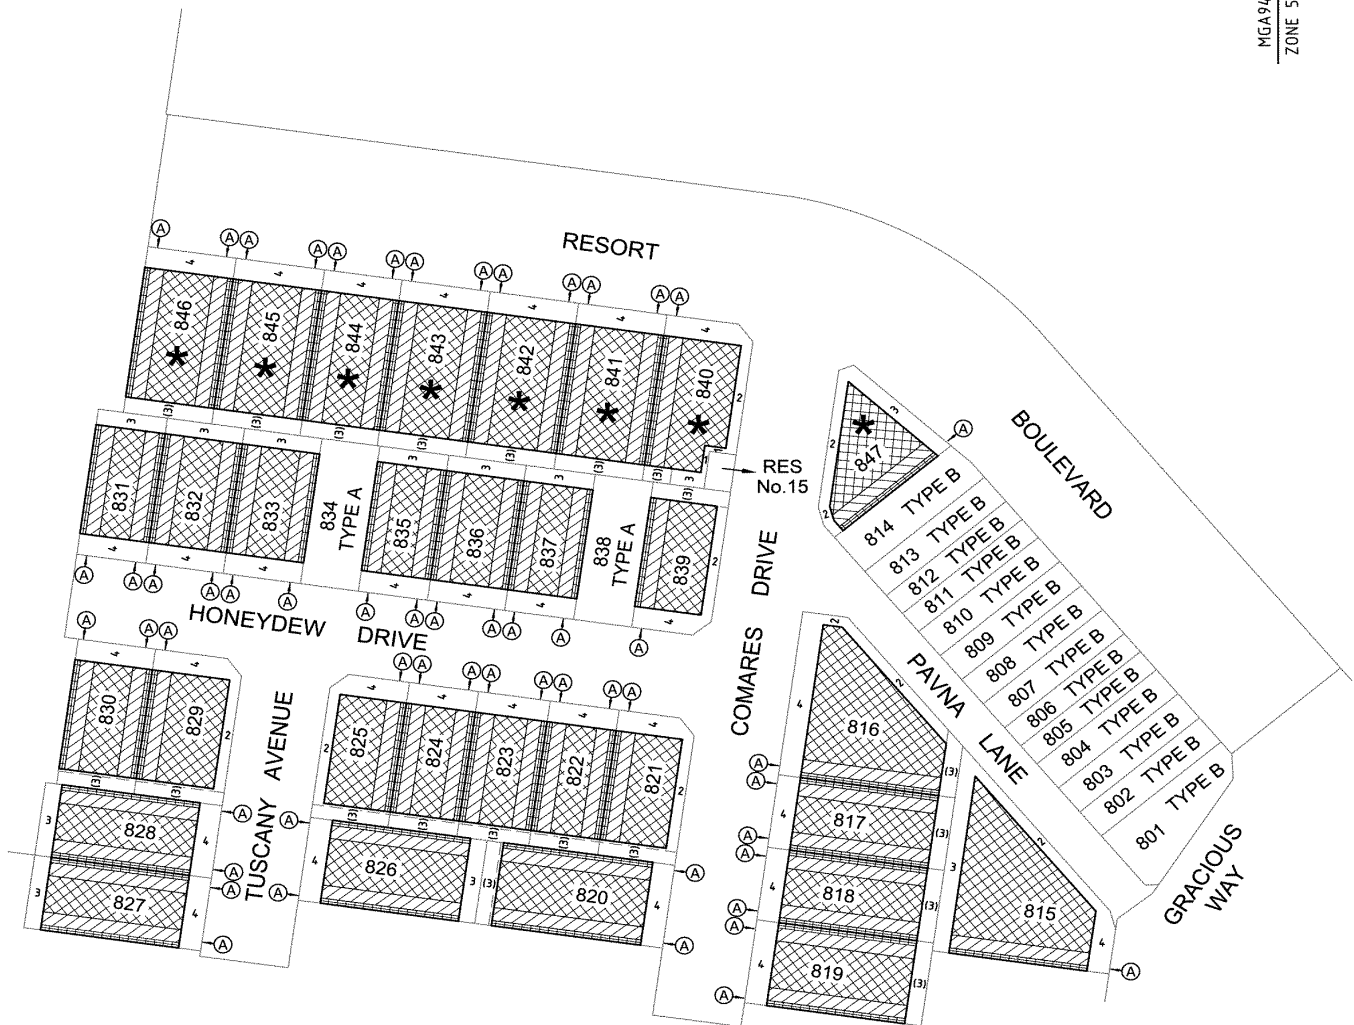 MGA94
ZONE 5
RESORT
BOULEVARD
846
845
844
843
842
841
840
*
*
*
*
*
*
*
*
847
RES
No.15
831
832
833
834
TYPE A
835
836
837
838
TYPE A
839
814 TYPE B
813 TYPE B
812 TYPE B
811 TYPE B
810 TYPE B
809 TYPE B
808 TYPE B
807 TYPE B
806 TYPE B
805 TYPE B
804 TYPE B
803 TYPE B
802 TYPE B
801 TYPE B
HONEYDEW DRIVE
COMARES DRIVE
PAVNA LANE
TUSCANY AVENUE
GRACIOUS
WAY
830
829
825
824
823
822
821
828
827
826
820
816
817
818
819
815